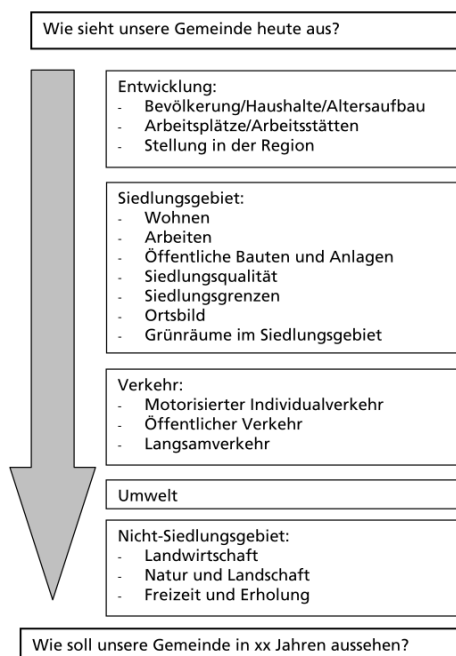 Wie sieht unsere Gemeinde heute aus?
Entwicklung:
- Bevölkerung/Haushalte/Altersaufbau
- Arbeitsplätze/Arbeitsstätten
- Stellung in der Region
Siedlungsgebiet:
- Wohnen
- Arbeiten
- Öffentliche Bauten und Anlagen
- Siedlungsqualität
- Siedlungsgrenzen
- Ortsbild
- Grünräume im Siedlungsgebiet
Verkehr:
- Motorisierter Individualverkehr
- Öffentlicher Verkehr
- Langsamverkehr
Umwelt
Nicht-Siedlungsgebiet:
- Landwirtschaft
- Natur und Landschaft
- Freizeit und Erholung
Wie soll unsere Gemeinde in xx Jahren aussehen?